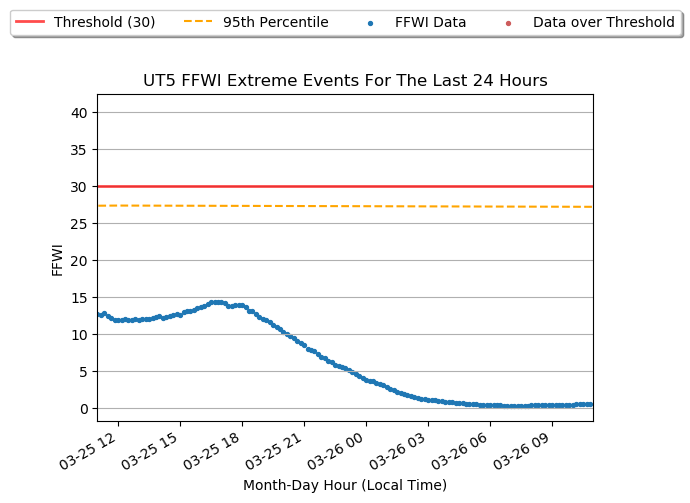 Threshold (30) 95th Percentile FFWI Data Data over Threshold
UT5 FFWI Extreme Events For The Last 24 Hours
40
35
30
25
20
15
10
5
0
FFWI
03-25 12 03-25 15 03-25 18 03-25 21 03-26 00 03-26 03 03-26 06 03-26 09
Month-Day Hour (Local Time)